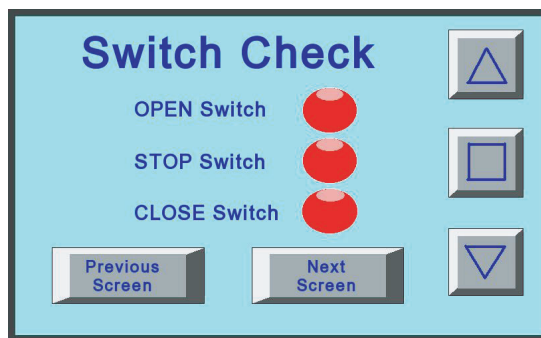 Switch Check
OPEN Switch
STOP Switch
CLOSE Switch
Previous
Screen
Next
Screen